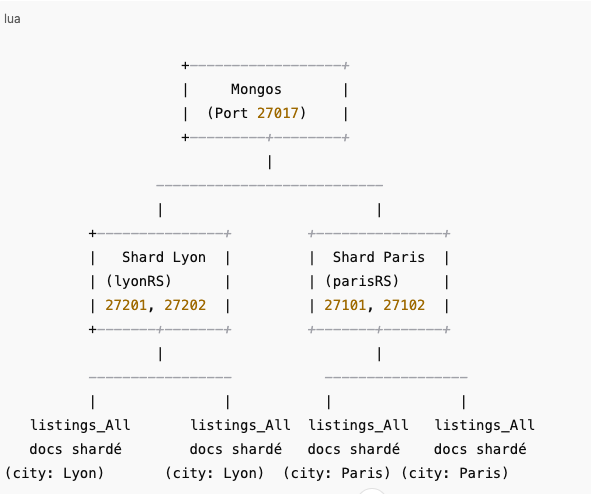 lua
Mongos
(Port 27017)
Shard Lyon Shard Paris
(lyonRS) (parisRS)
27201, 27202 27101, 27102
listings_All listings_All listings_All listings_All
docs shardé docs shardé docs shardé docs shardé
(city: Lyon) (city: Lyon) (city: Paris) (city: Paris)